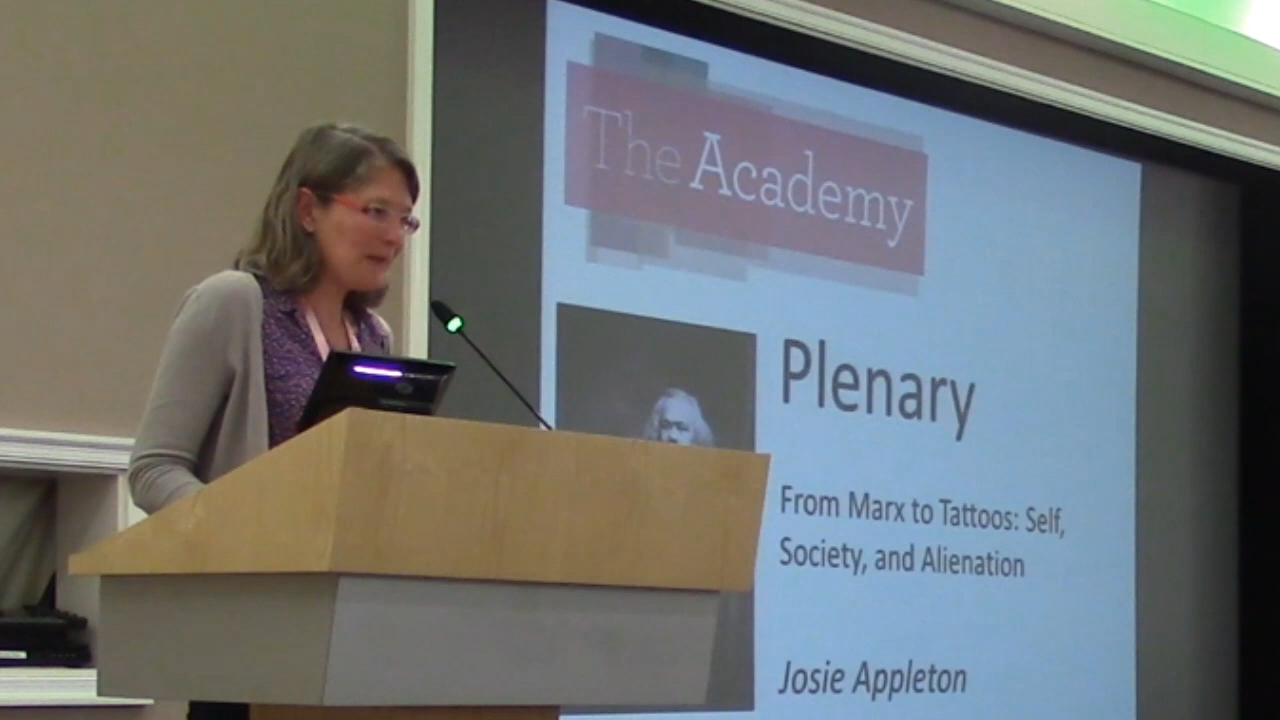 The Academy
Plenary
From Marx to Tattoos: Self,
Society, and Alienation
Josie Appleton